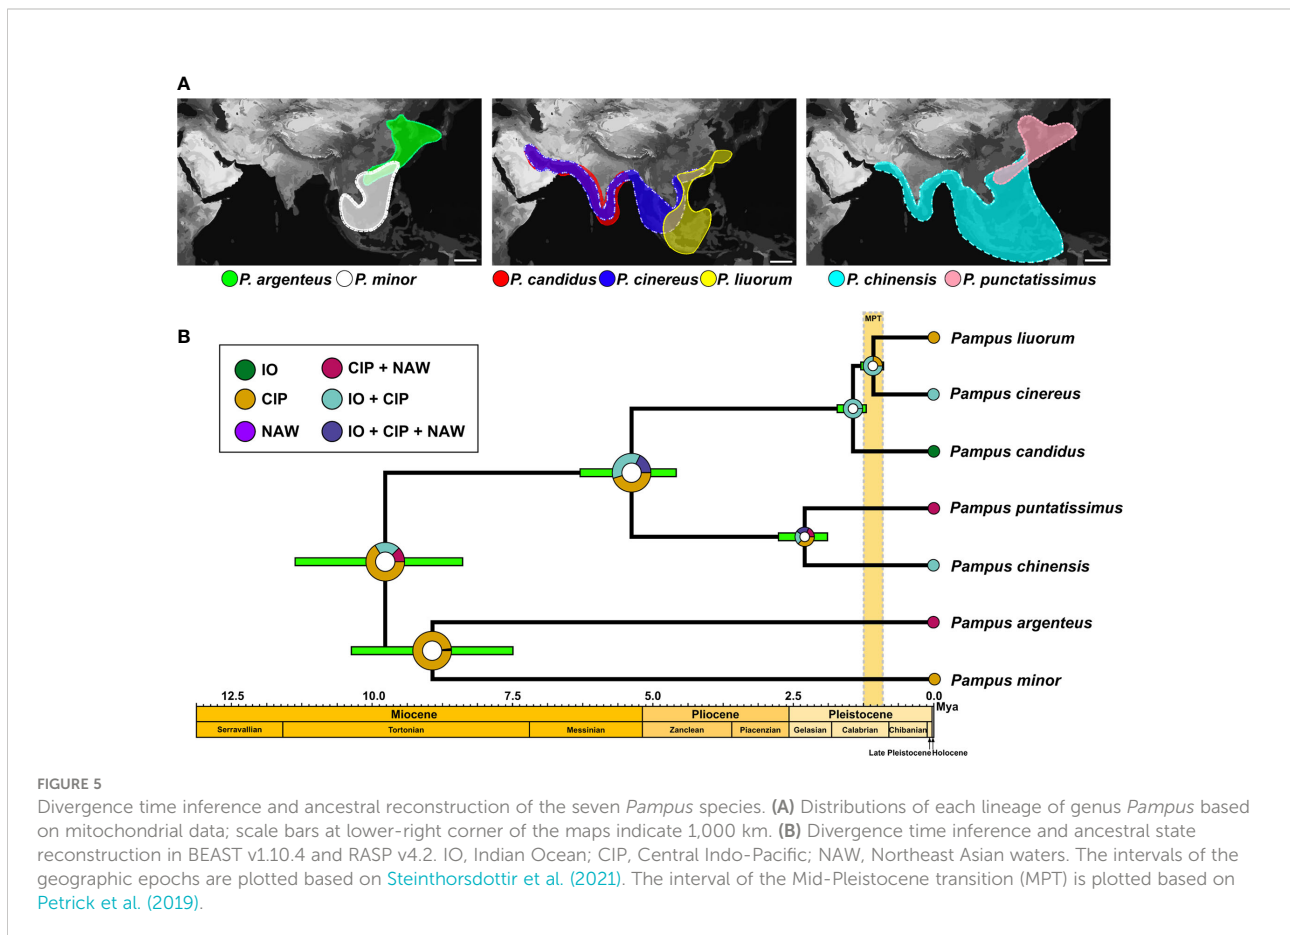 A
P. argenteus P. minor
P. candidus P. cinereus P. liuorum
P. chinensis P. punctatissimus
B
MPT
IO
CIP
NAW
CIP + NAW
IO + CIP
IO + CIP + NAW
Pampus liuorum
Pampus cinereus
Pampus candidus
Pampus puntatissimus
Pampus chinensis
Pampus argenteus
Pampus minor
12.5 10.0 7.5 5.0 2.5 0.0
Mya
Miocene Pliocene Pleistocene
Serravallian Tortonian Messinian Zanclean Piacenzian Gelasian Calabrian Chibanian
Late Pleistocene Holocene
FIGURE 5
Divergence time inference and ancestral reconstruction of the seven Pampus species. (A) Distributions of each lineage of genus Pampus based
on mitochondrial data; scale bars at lower-right corner of the maps indicate 1,000 km. (B) Divergence time inference and ancestral state
reconstruction in BEAST v1.10.4 and RASP v4.2. IO, Indian Ocean; CIP, Central Indo-Pacific; NAW, Northeast Asian waters. The intervals of the
geographic epochs are plotted based on Steinthorsdottir et al. (2021). The interval of the Mid-Pleistocene transition (MPT) is plotted based on
Petrick et al. (2019).